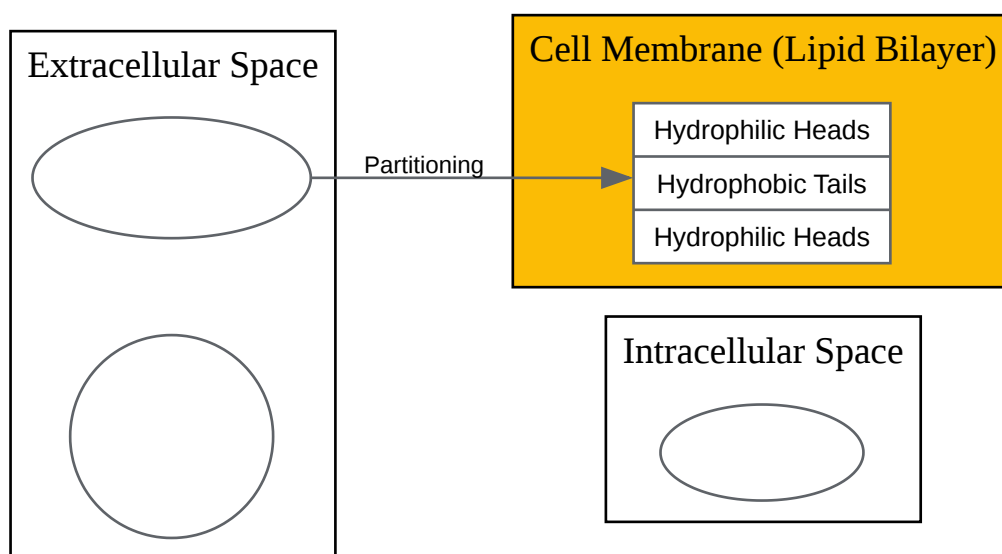 Extracellular Space
Cell Membrane (Lipid Bilayer)
Hydrophilic Heads
Partitioning
Hydrophobic Tails
Hydrophilic Heads
Intracellular Space